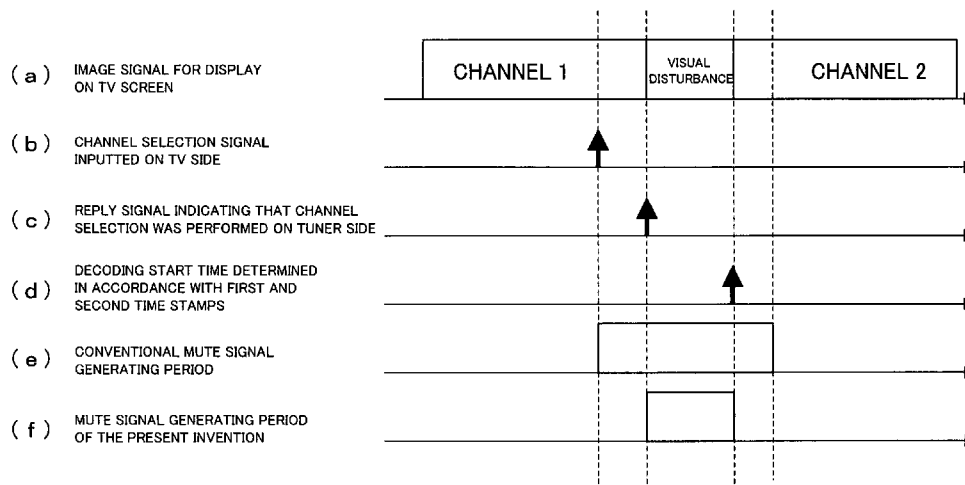 CHANNEL 1
VISUAL
DISTURBANCE
CHANNEL 2
(a) IMAGE SIGNAL FOR DISPLAY
ON TV SCREEN
(b) CHANNEL SELECTION SIGNAL
INPUTTED ON TV SIDE
(c) REPLY SIGNAL INDICATING THAT CHANNEL
SELECTION WAS PERFORMED ON TUNER SIDE
(d) DECODING START TIME DETERMINED
IN ACCORDANCE WITH FIRST AND
SECOND TIME STAMPS
(e) CONVENTIONAL MUTE SIGNAL
GENERATING PERIOD
(f) MUTE SIGNAL GENERATING PERIOD
OF THE PRESENT INVENTION